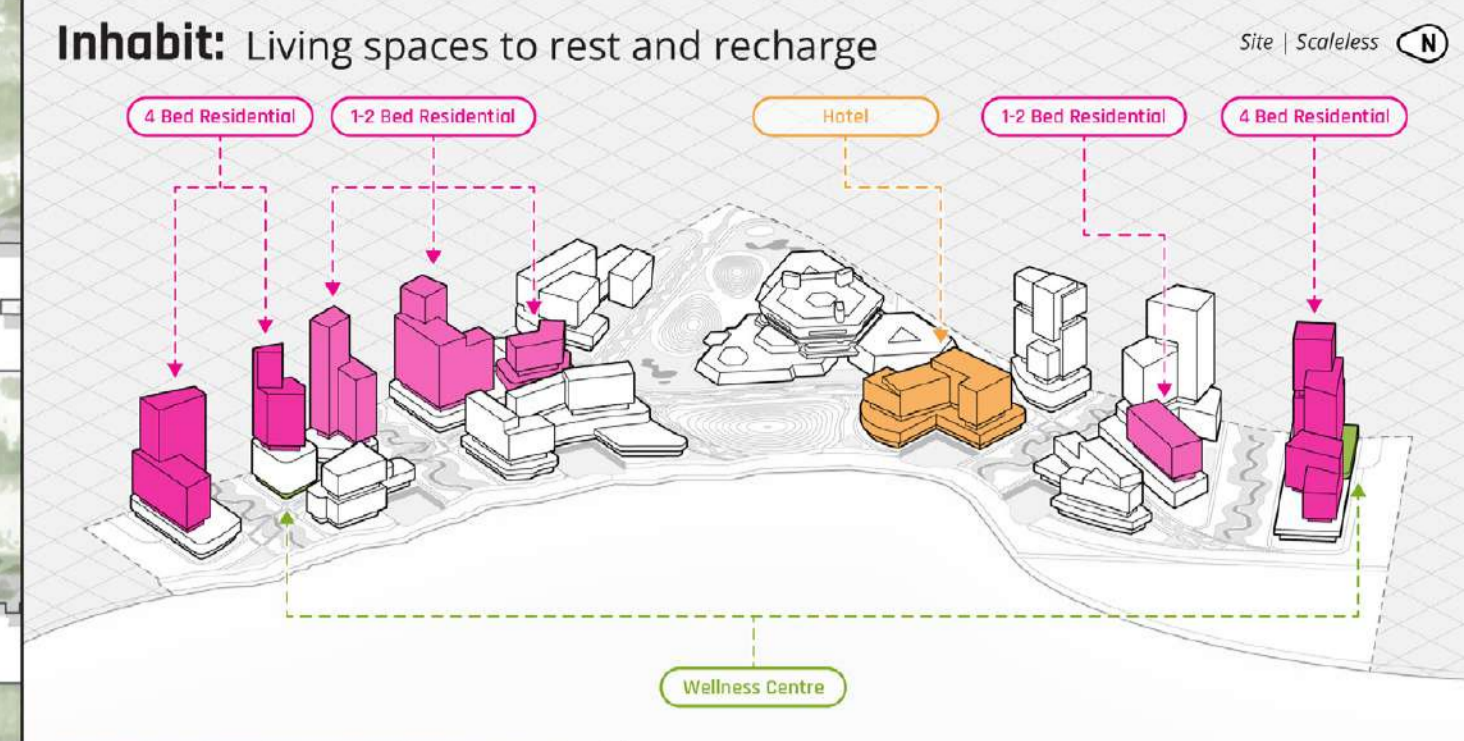 Inhabit: Living spaces to rest and recharge
Site | Scaleless N
4 Bed Residential
1-2 Bed Residential
Hotel
1-2 Bed Residential
4 Bed Residential
Wellness Centre